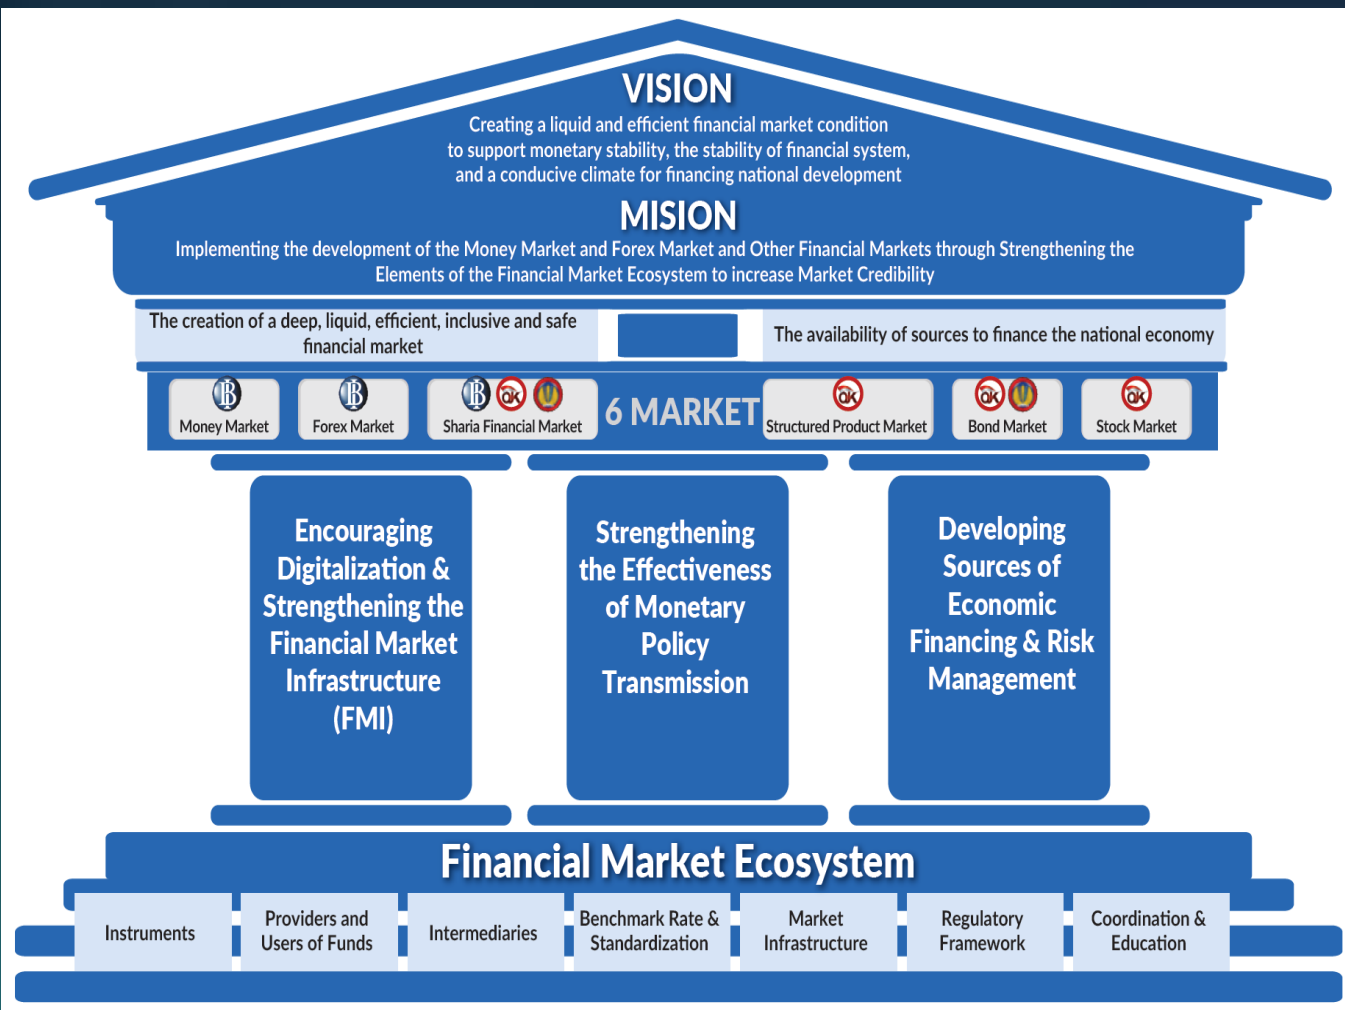 VISION
Creating a liquid and efficient financial market condition
to support monetary stability, the stability of financial system,
and a conducive climate for financing national development
MISION
Implementing the development of the Money Market and Forex Market and Other Financial Markets through Strengthening the
Elements of the Financial Market Ecosystem to increase Market Credibility
The creation of a deep, liquid, efficient, inclusive and safe
financial market
The availability of sources to finance the national economy
Money Market
Forex Market
Sharia Financial Market
6 MARKET
Structured Product Market
Bond Market
Stock Market
Encouraging
Digitalization &
Strengthening the
Financial Market
Infrastructure
(FMI)
Strengthening
the Effectiveness
of Monetary
Policy
Transmission
Developing
Sources of
Economic
Financing & Risk
Management
Financial Market Ecosystem
Instruments
Providers and
Users of Funds
Intermediaries
Benchmark Rate &
Standardization
Market
Infrastructure
Regulatory
Framework
Coordination &
Education